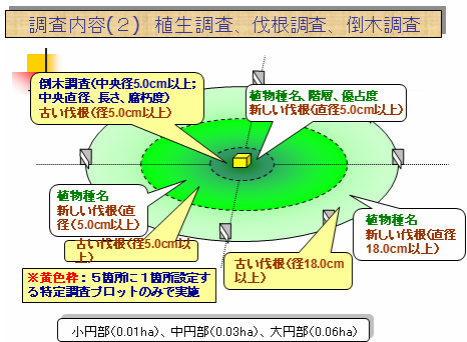 調査内容(2) 植生調査、伐根調査、倒木調査
倒木調査(中央径5.0cm以上;
中央直径、長さ、腐朽度)
古い伐根(径5.0cm以上)
植物種名、階層、優占度
新しい伐根(直径5.0cm以上)
植物種名
新しい伐根(直
径(5.0cm以上)
古い伐根(径5.0cm以
上)
古い伐根(径18.0cm
以上)
植物種名
新しい伐根(直径
18.0cm以上)
※黄色枠:5箇所に1箇所設定す
る特定調査プロットのみで実施
小円部(0.01ha)、中円部(0.03ha)、大円部(0.06ha)